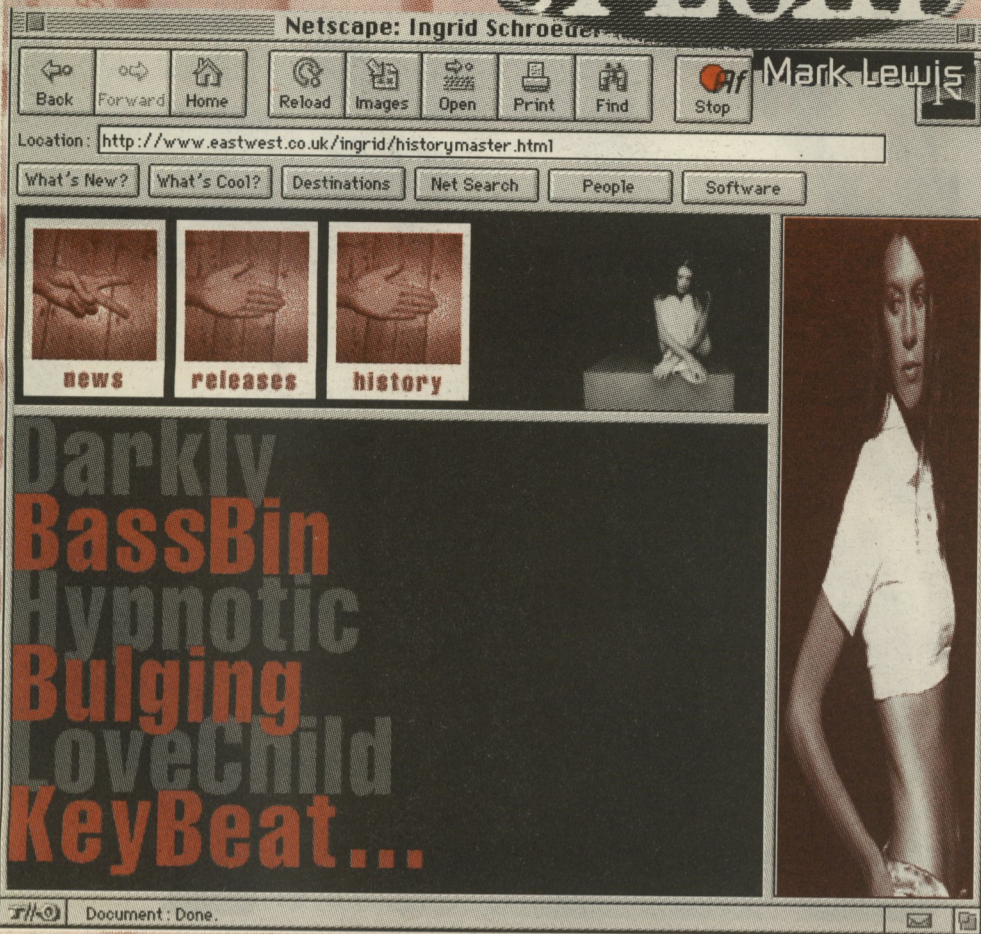 SPECIAL
Netscape: Ingrid Schroeder
Back Forward Home Reload Images Open Print Find Stop
Mark Lewis
Location: http://www.eastwest.co.uk/ingrid/historymaster.html
What's New? What's Cool? Destinations Net Search People Software
news releases history
Darkly
BassBin
Hypnotic
Bulging
LoveChild
KeyBeat...
Document: Done.